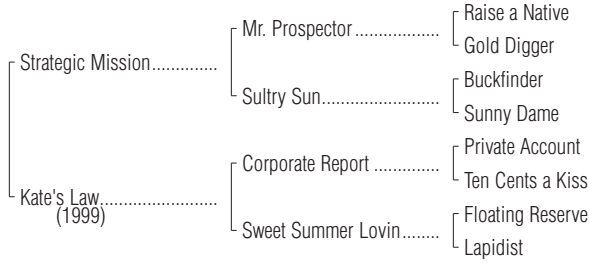 Raise a Native
Mr. Prospector ..................
Gold Digger
Strategic Mission..............
Buckfinder
Sultry Sun.........................
Sunny Dame
Private Account
Corporate Report ..............
Ten Cents a Kiss
Kate's Law.........................
(1999)
Floating Reserve
Sweet Summer Lovin........
Lapidist